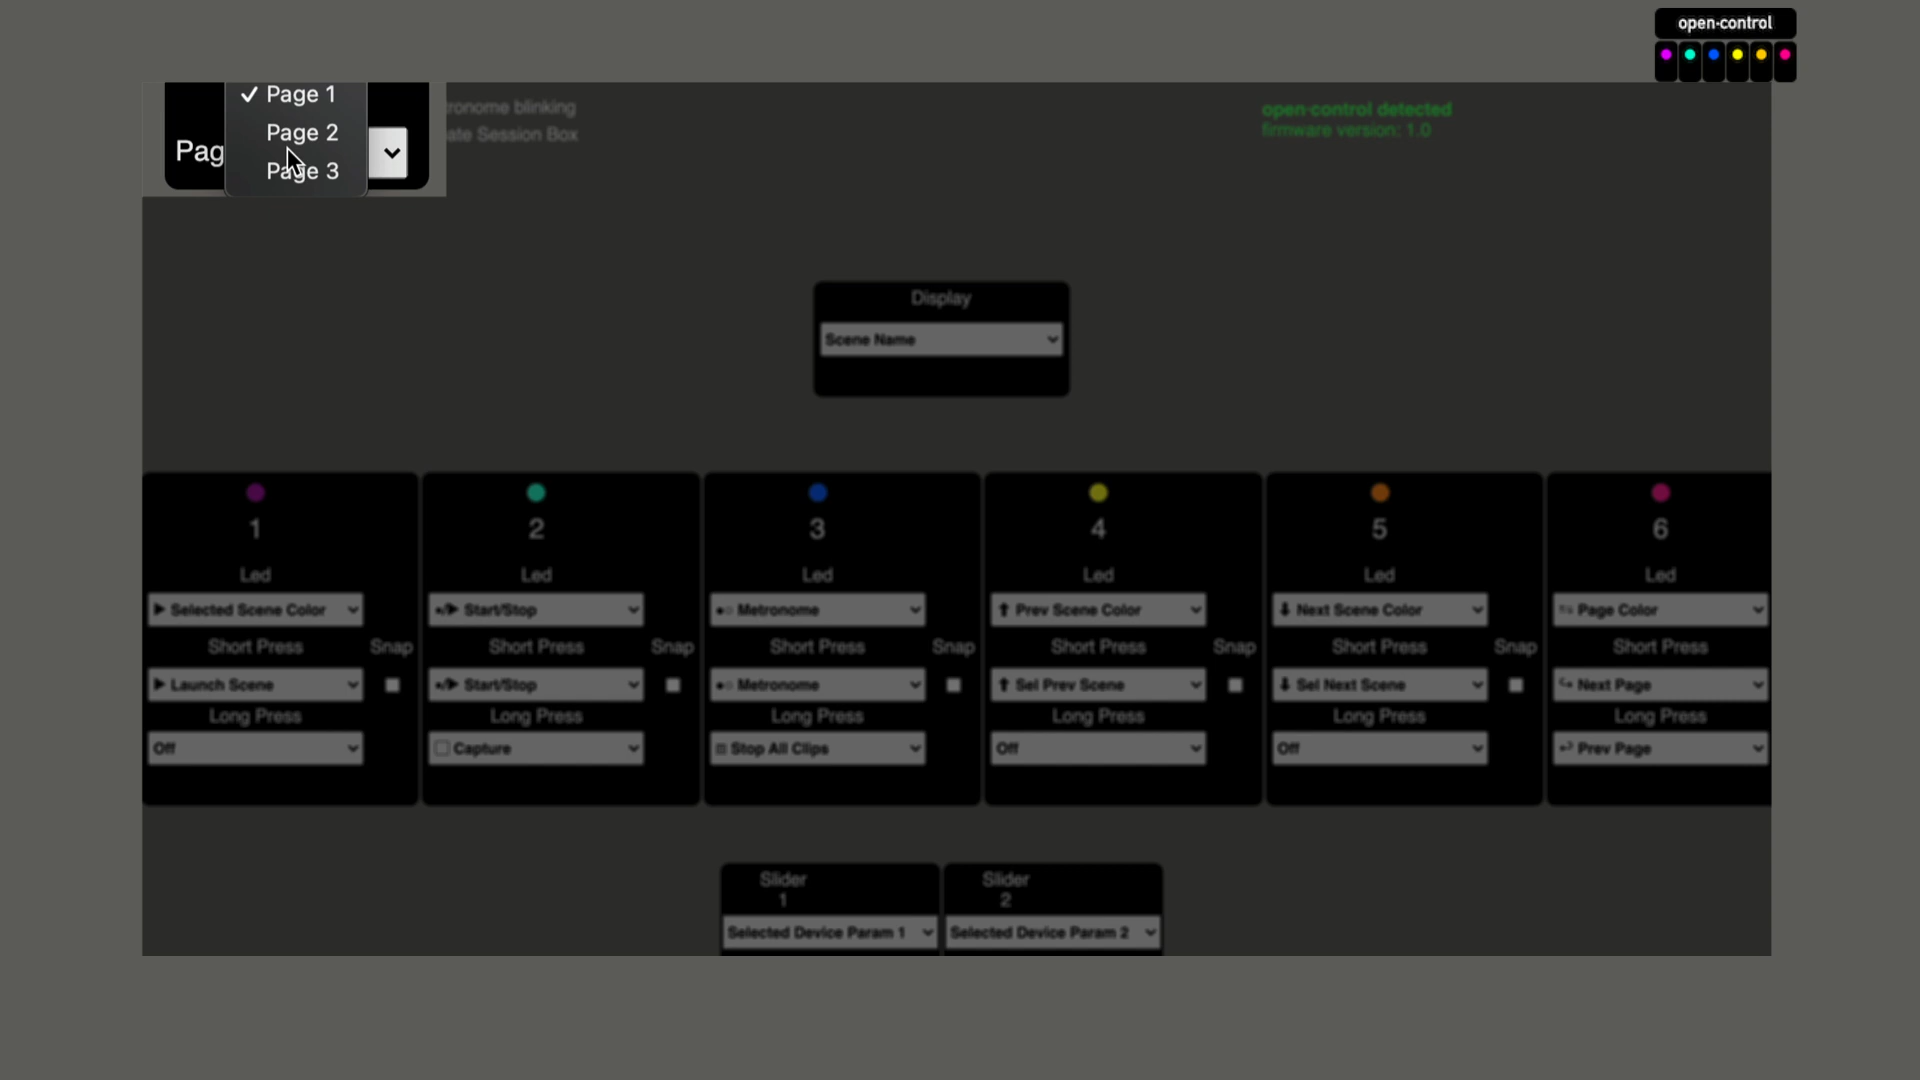 open-control
✓ Page 1
Page 2
Page 3
Pag
tronome blinking
ate Session Box
open-control detected
firmware version: 1.0
Display
Scene Name
1
2
3
4
5
6
Led
Led
Led
Led
Led
Led
Selected Scene Color
Start/Stop
Metronome
Prev Scene Color
Next Scene Color
Page Color
Short Press Snap
Short Press Snap
Short Press Snap
Short Press Snap
Short Press Snap
Short Press
Launch Scene
Start/Stop
Metronome
Sel Prev Scene
Sel Next Scene
Next Page
Long Press
Long Press
Long Press
Long Press
Long Press
Long Press
Off
Capture
Stop All Clips
Off
Off
Prev Page
Slider
1
Slider
2
Selected Device Param 1
Selected Device Param 2